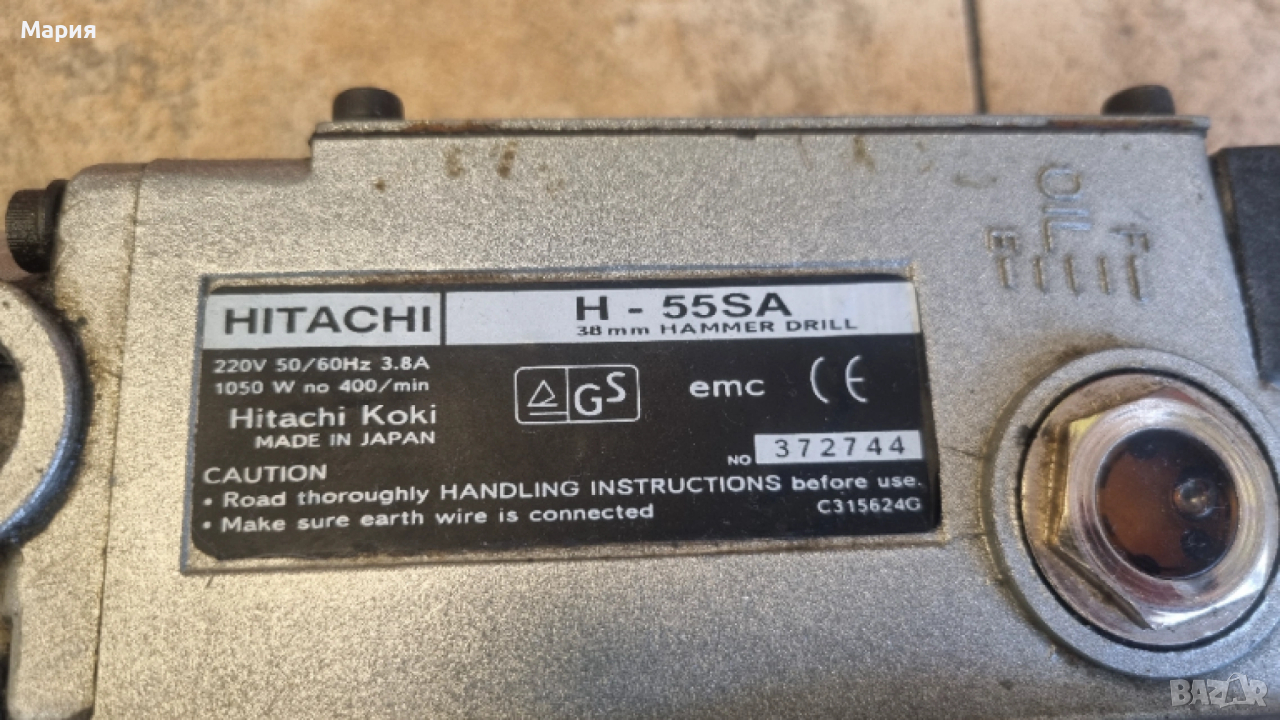 Мария
OIL
E F
HITACHI
H - 55SA
38mm HAMMER DRILL
220V 50/60Hz 3.8A
1050 W no 400/min
Hitachi Koki
MADE IN JAPAN
GS
emc
CE
NO 372744
CAUTION
• Road thoroughly HANDLING INSTRUCTIONS before use.
• Make sure earth wire is connected
C315624G
BAZAR